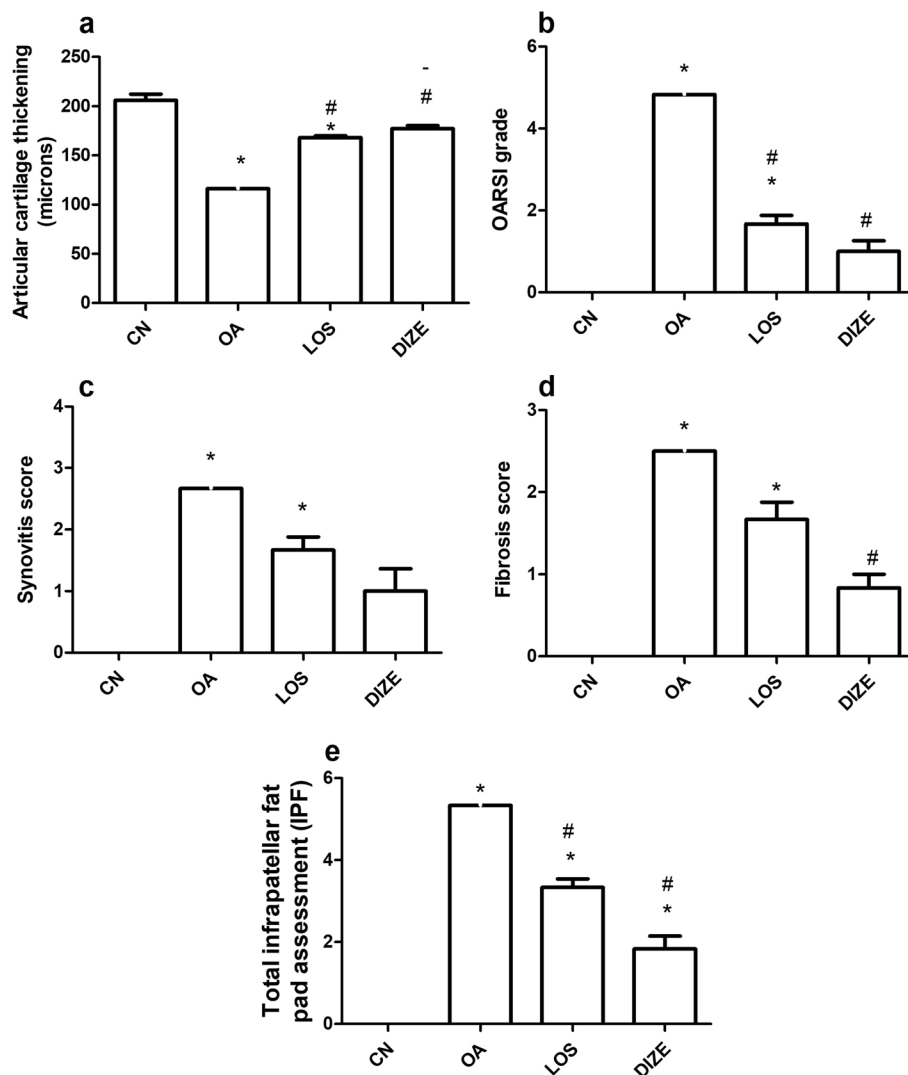 a
Articular cartilage thickening
(microns)
250
200
150
100
50
0
*
#
*
-
#
CN
OA
LOS
DIZE
b
OARSI grade
6
4
2
0
*
#
*
#
CN
OA
LOS
DIZE
c
Synovitis score
4
3
2
1
0
*
*
CN
OA
LOS
DIZE
d
Fibrosis score
3
2
1
0
*
*
#
CN
OA
LOS
DIZE
e
Total infrapatellar fat
pad assessment (IPF)
6
4
2
0
*
#
*
#
*
CN
OA
LOS
DIZE